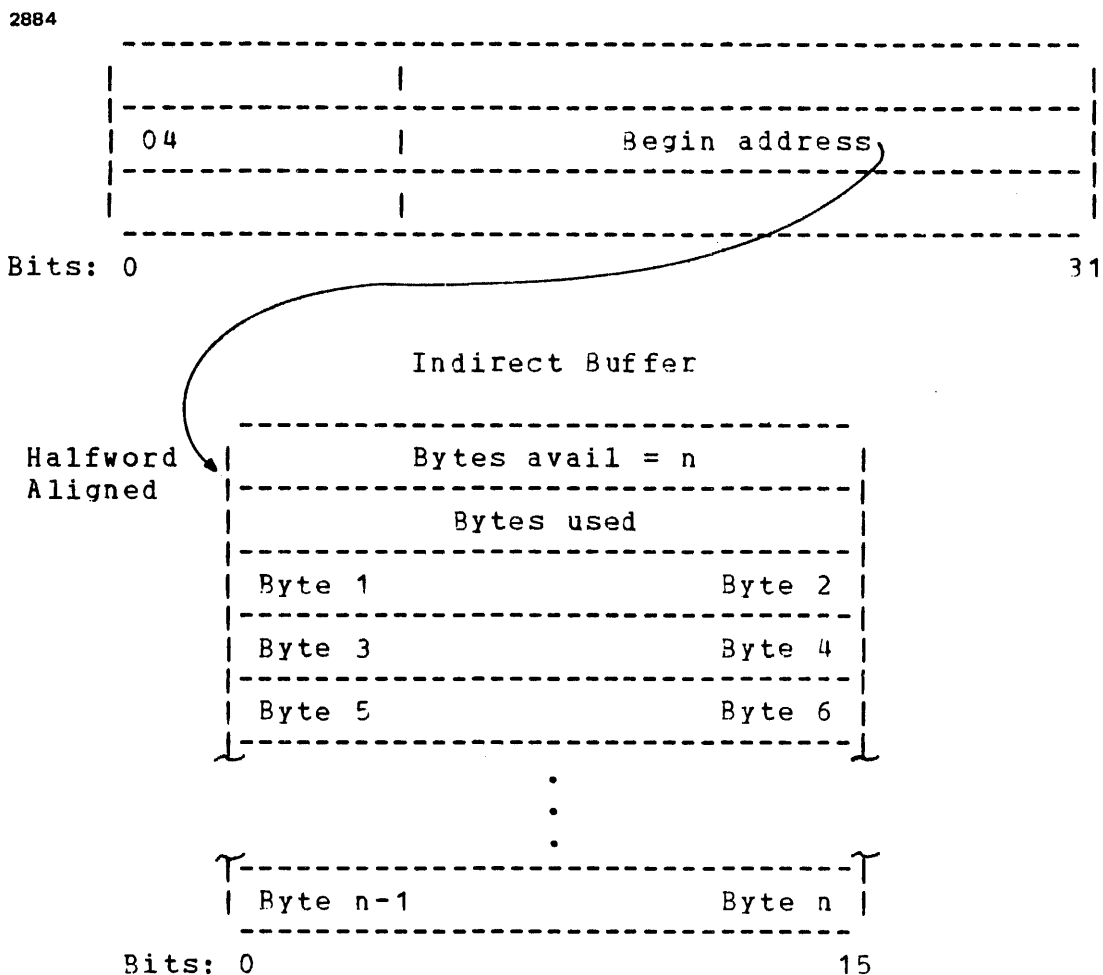 2884
04 Begin address
Bits: 0 31
Indirect Buffer
Halfword Aligned
Bytes avail = n
Bytes used
Byte 1 Byte 2
Byte 3 Byte 4
Byte 5 Byte 6
Byte n-1 Byte n
Bits: 0 15